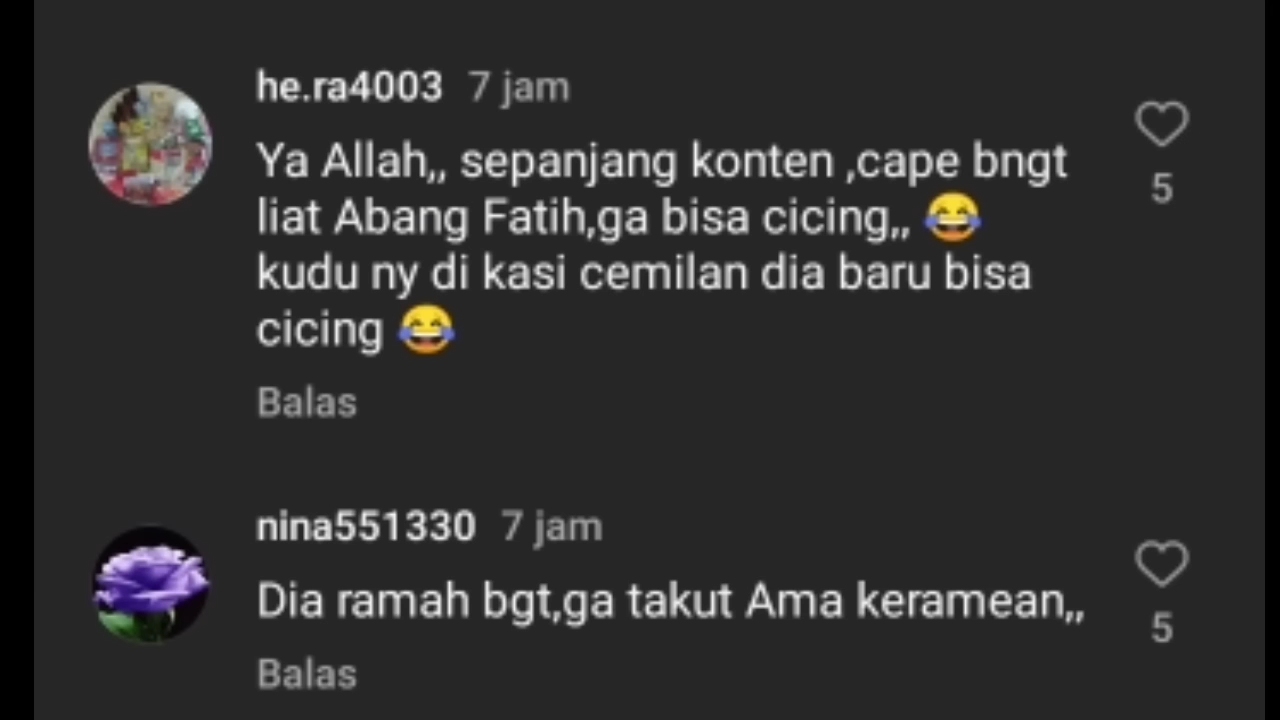 he.ra4003 7 jam
Ya Allah,, sepanjang konten ,cape bngt
liat Abang Fatih,ga bisa cicing,, 😂
kudu ny di kasi cemilan dia baru bisa
cicing 😂
5
Balas
nina551330 7 jam
Dia ramah bgt,ga takut Ama keramean,,
5
Balas